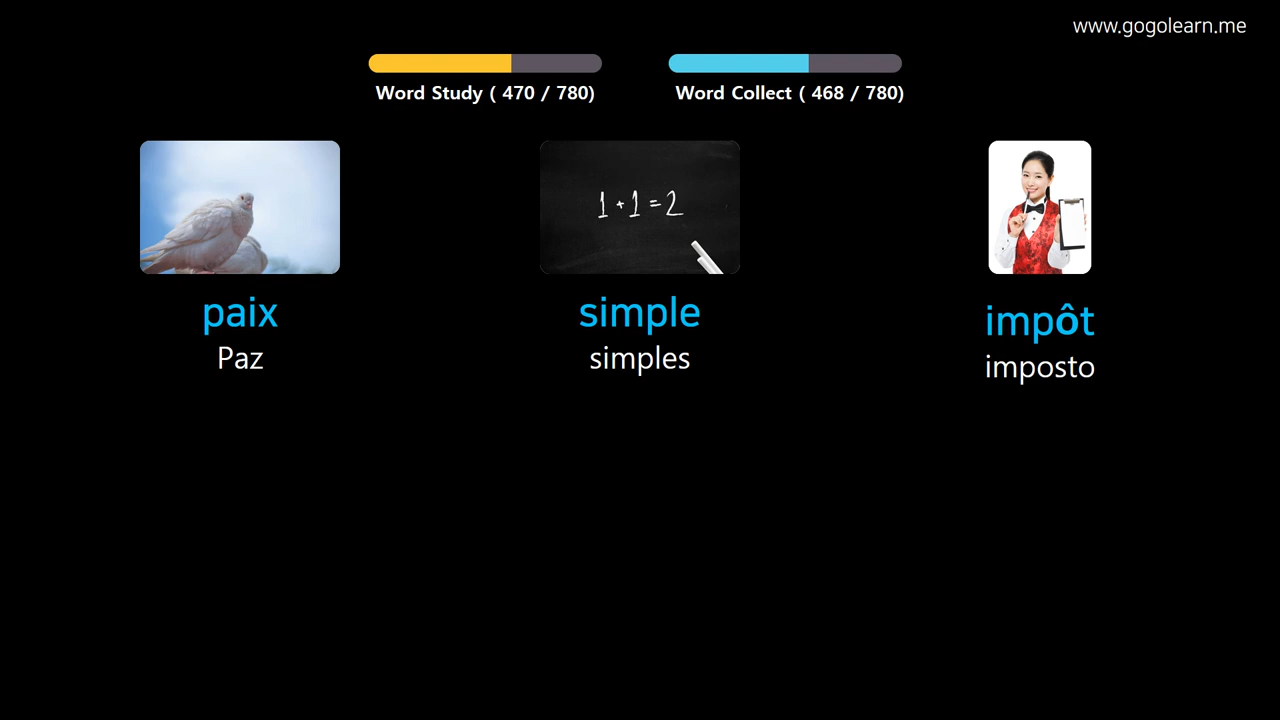 www.gogolearn.me
Word Study ( 470 / 780)
Word Collect ( 468 / 780)
1+1=2
paix
simple
impôt
Paz
simples
imposto